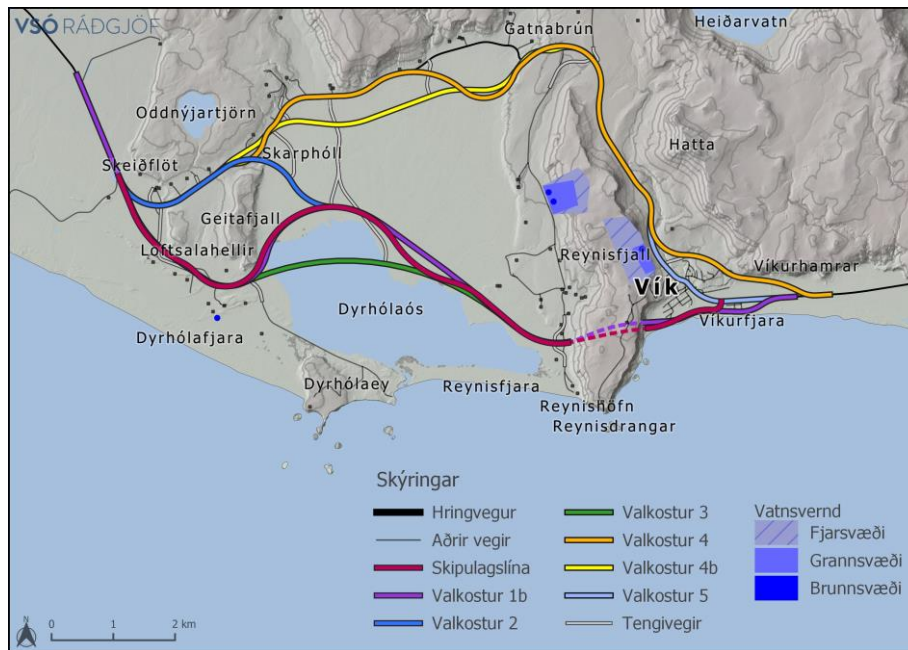 VSÓ RÁÐGJÖF
Heiðarvatn
Gatnabrún
Oddnýjartjörn
Hatta
Skarphóll
Skeiðflöt
Geitafjall
Loftsalahellir
Reynisfjall
Víkurhamrar
Vík
Dyrhólaós
Víkurfjara
Dyrhólafjara
Dyrhólaey
Reynisfjara
Reynishöfn
Reynisdrangar
Skýringar
Hringvegur
Aðrir vegir
Skipulagslína
Valkostur 1b
Valkostur 2
Valkostur 3
Valkostur 4
Valkostur 4b
Valkostur 5
Tengivegir
Vatnsvernd
Fjarsvæði
Grannsvæði
Brunnsvæði
N
0 1 2 km